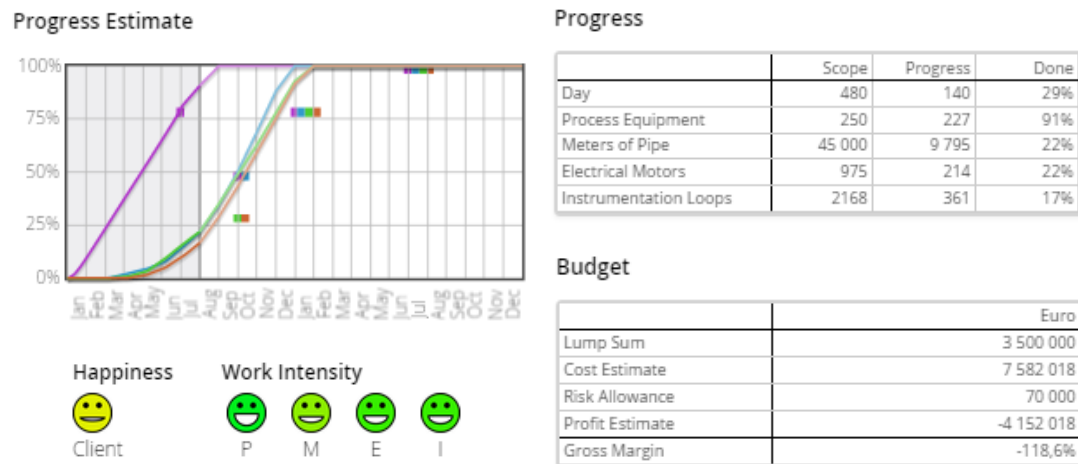 Progress Estimate
100%
75%
50%
25%
0%
Jan Feb Mar Apr May Jun Jul Aug Sep Oct Nov Dec Jan Feb Mar Apr May Jun Jul Aug Sep Oct Nov Dec
Happiness Work Intensity
Client P M E I
Progress
Scope Progress Done
Day 480 140 29%
Process Equipment 250 227 91%
Meters of Pipe 45 000 9 795 22%
Electrical Motors 975 214 22%
Instrumentation Loops 2168 361 17%
Budget
Euro
Lump Sum 3 500 000
Cost Estimate 7 582 018
Risk Allowance 70 000
Profit Estimate -4 152 018
Gross Margin -118,6%